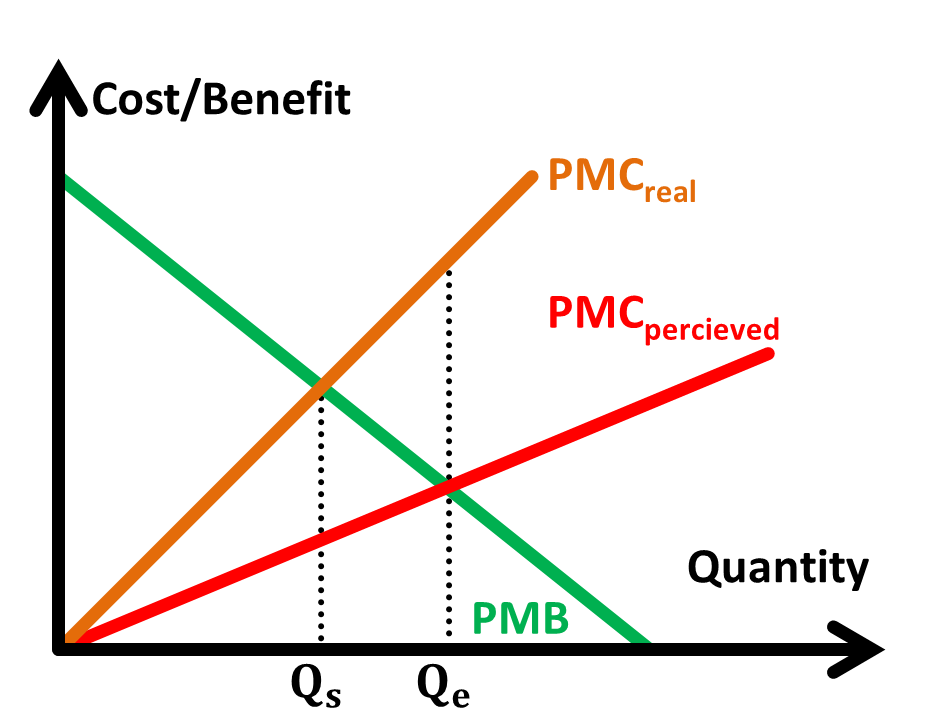 Cost/Benefit
PMCreal
PMCpercieved
Quantity
PMB
Qs Qe